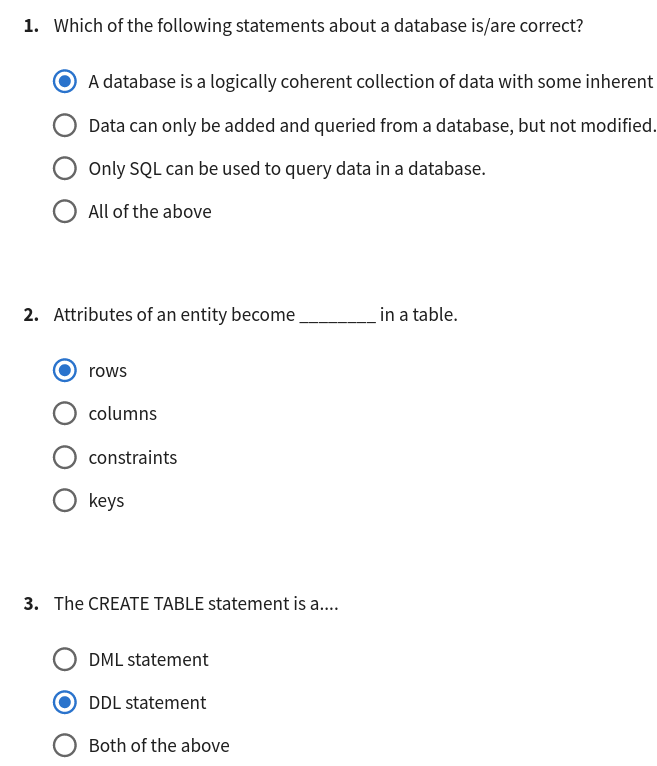 1. Which of the following statements about a database is/are correct?
A database is a logically coherent collection of data with some inherent
Data can only be added and queried from a database, but not modified.
Only SQL can be used to query data in a database.
All of the above
2. Attributes of an entity become ________ in a table.
rows
columns
constraints
keys
3. The CREATE TABLE statement is a....
DML statement
DDL statement
Both of the above